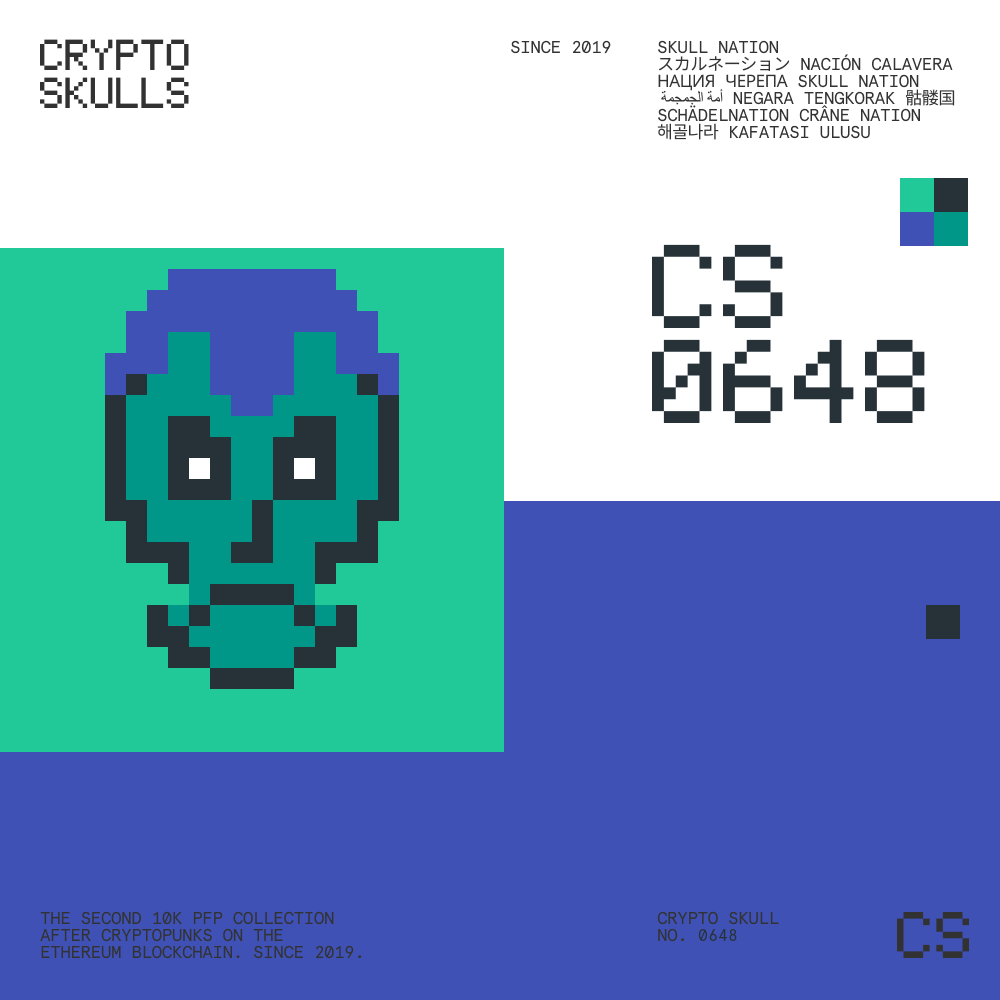 CRYPTO
SKULLS
SINCE 2019
SKULL NATION
スカルネーション NACIÓN CALAVERA
НАЦИЯ ЧЕРЕПА SKULL NATION
أمة الجمجمة NEGARA TENGKORAK 骷髅国
SCHÄDELNATION CRÂNE NATION
해골나라 KAFATASI ULUSU
CS
0648
THE SECOND 10K PFP COLLECTION
AFTER CRYPTOPUNKS ON THE
ETHEREUM BLOCKCHAIN. SINCE 2019.
CRYPTO SKULL
NO. 0648
CS